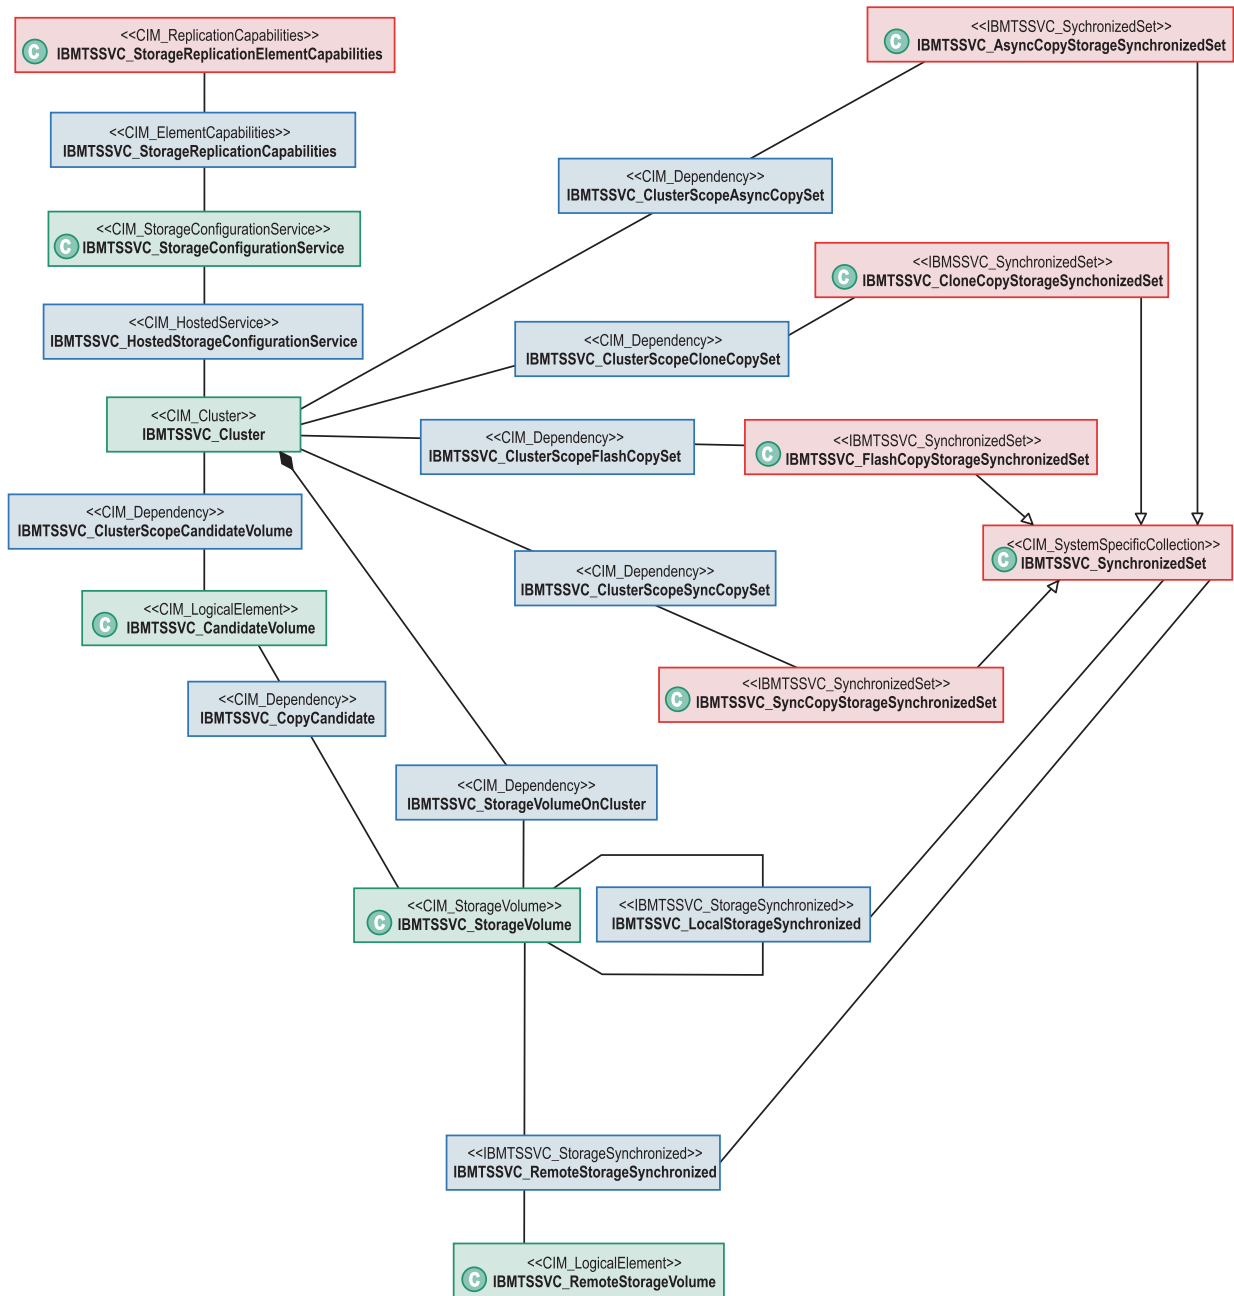 <<CIM_ReplicationCapabilities>>
C
IBMTSSVC_StorageReplicationElementCapabilities
<<IBMTSSVC_SychronizedSet>>
C
IBMTSSVC_AsyncCopyStorageSynchronizedSet
<<CIM_ElementCapabilities>>
IBMTSSVC_StorageReplicationCapabilities
<<CIM_Dependency>>
IBMTSSVC_ClusterScopeAsyncCopySet
<<CIM_StorageConfigurationService>>
C
IBMTSSVC_StorageConfigurationService
<<IBMSSVC_SynchronizedSet>>
C
IBMTSSVC_CloneCopyStorageSynchonizedSet
<<CIM_HostedService>>
IBMTSSVC_HostedStorageConfigurationService
<<CIM_Dependency>>
IBMTSSVC_ClusterScopeCloneCopySet
<<CIM_Cluster>>
IBMTSSVC_Cluster
<<CIM_Dependency>>
IBMTSSVC_ClusterScopeFlashCopySet
<<IBMTSSVC_SynchronizedSet>>
C
IBMTSSVC_FlashCopyStorageSynchronizedSet
<<CIM_Dependency>>
IBMTSSVC_ClusterScopeCandidateVolume
<<CIM_SystemSpecificCollection>>
C
IBMTSSVC_SynchronizedSet
<<CIM_Dependency>>
IBMTSSVC_ClusterScopeSyncCopySet
<<CIM_LogicalElement>>
C
IBMTSSVC_CandidateVolume
<<IBMTSSVC_SynchronizedSet>>
C
IBMTSSVC_SyncCopyStorageSynchronizedSet
<<CIM_Dependency>>
IBMTSSVC_CopyCandidate
<<CIM_Dependency>>
IBMTSSVC_StorageVolumeOnCluster
<<CIM_StorageVolume>>
C
IBMTSSVC_StorageVolume
<<IBMTSSVC_StorageSynchronized>>
IBMTSSVC_LocalStorageSynchronized
<<IBMTSSVC_StorageSynchronized>>
IBMTSSVC_RemoteStorageSynchronized
<<CIM_LogicalElement>>
C
IBMTSSVC_RemoteStorageVolume